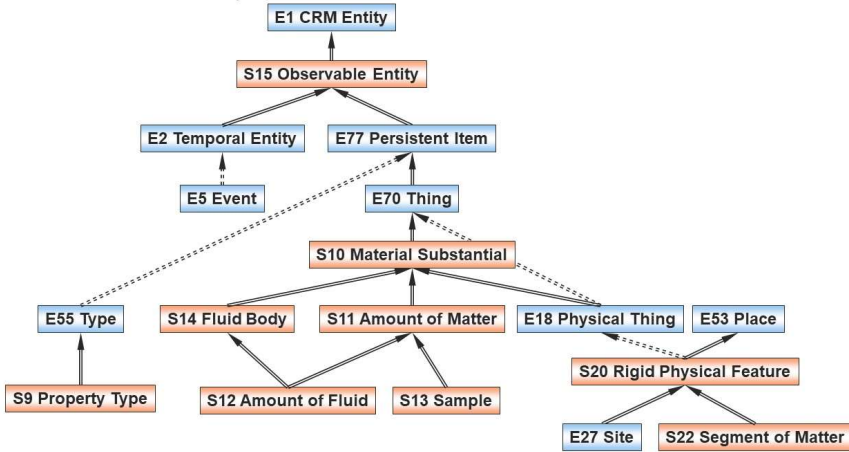 E1 CRM Entity
S15 Observable Entity
E2 Temporal Entity
E77 Persistent Item
E5 Event
E70 Thing
S10 Material Substantial
E55 Type
S14 Fluid Body
S11 Amount of Matter
E18 Physical Thing
E53 Place
S20 Rigid Physical Feature
S9 Property Type
S12 Amount of Fluid
S13 Sample
E27 Site
S22 Segment of Matter